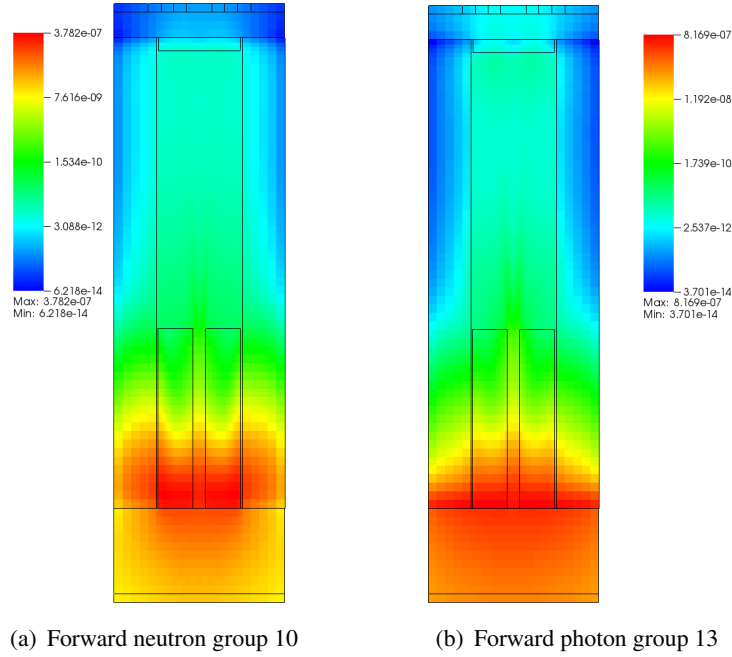 3.782e-07
7.616e-09
1.534e-10
3.088e-12
6.218e-14
Max: 3.782e-07
Min: 6.218e-14
8.169e-07
1.192e-08
1.739e-10
2.537e-12
3.701e-14
Max: 8.169e-07
Min: 3.701e-14
(a) Forward neutron group 10
(b) Forward photon group 13